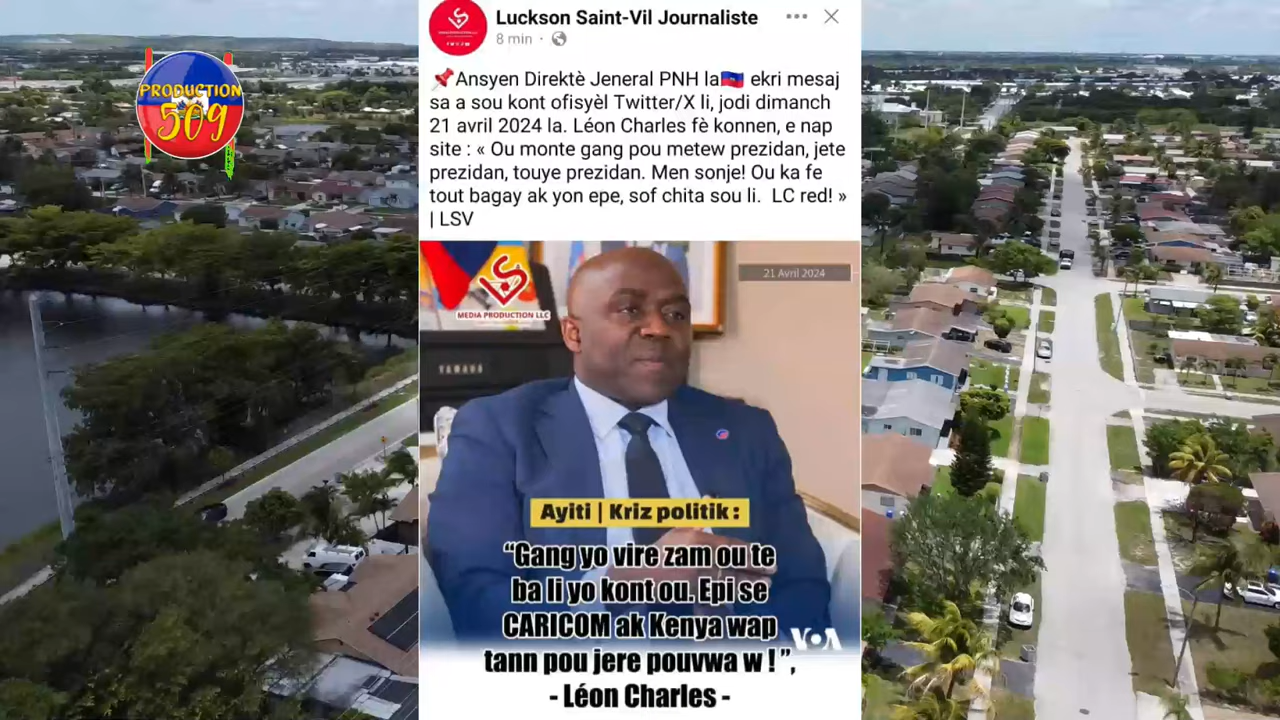 PRODUCTION
509
Luckson Saint-Vil Journaliste
8 min ·
Ansyen Direktè Jeneral PNH la ekri mesaj
sa a sou kont ofisyèl Twitter/X li, jodi dimanch
21 avril 2024 la. Léon Charles fè konnen, e nap
site : « Ou monte gang pou metew prezidan, jete
prezidan, touye prezidan. Men sonje! Ou ka fe
tout bagay ak yon epe, sof chita sou li. LC red! »
| LSV
21 Avril 2024
MEDIA PRODUCTION LLC
YAMAHA
Ayiti | Kriz politik :
“Gang yo vire zam ou te
ba li yo kont ou. Epi se
CARICOM ak Kenya wap
tann pou jere pouvwa w ! ”,
VOA
- Léon Charles -